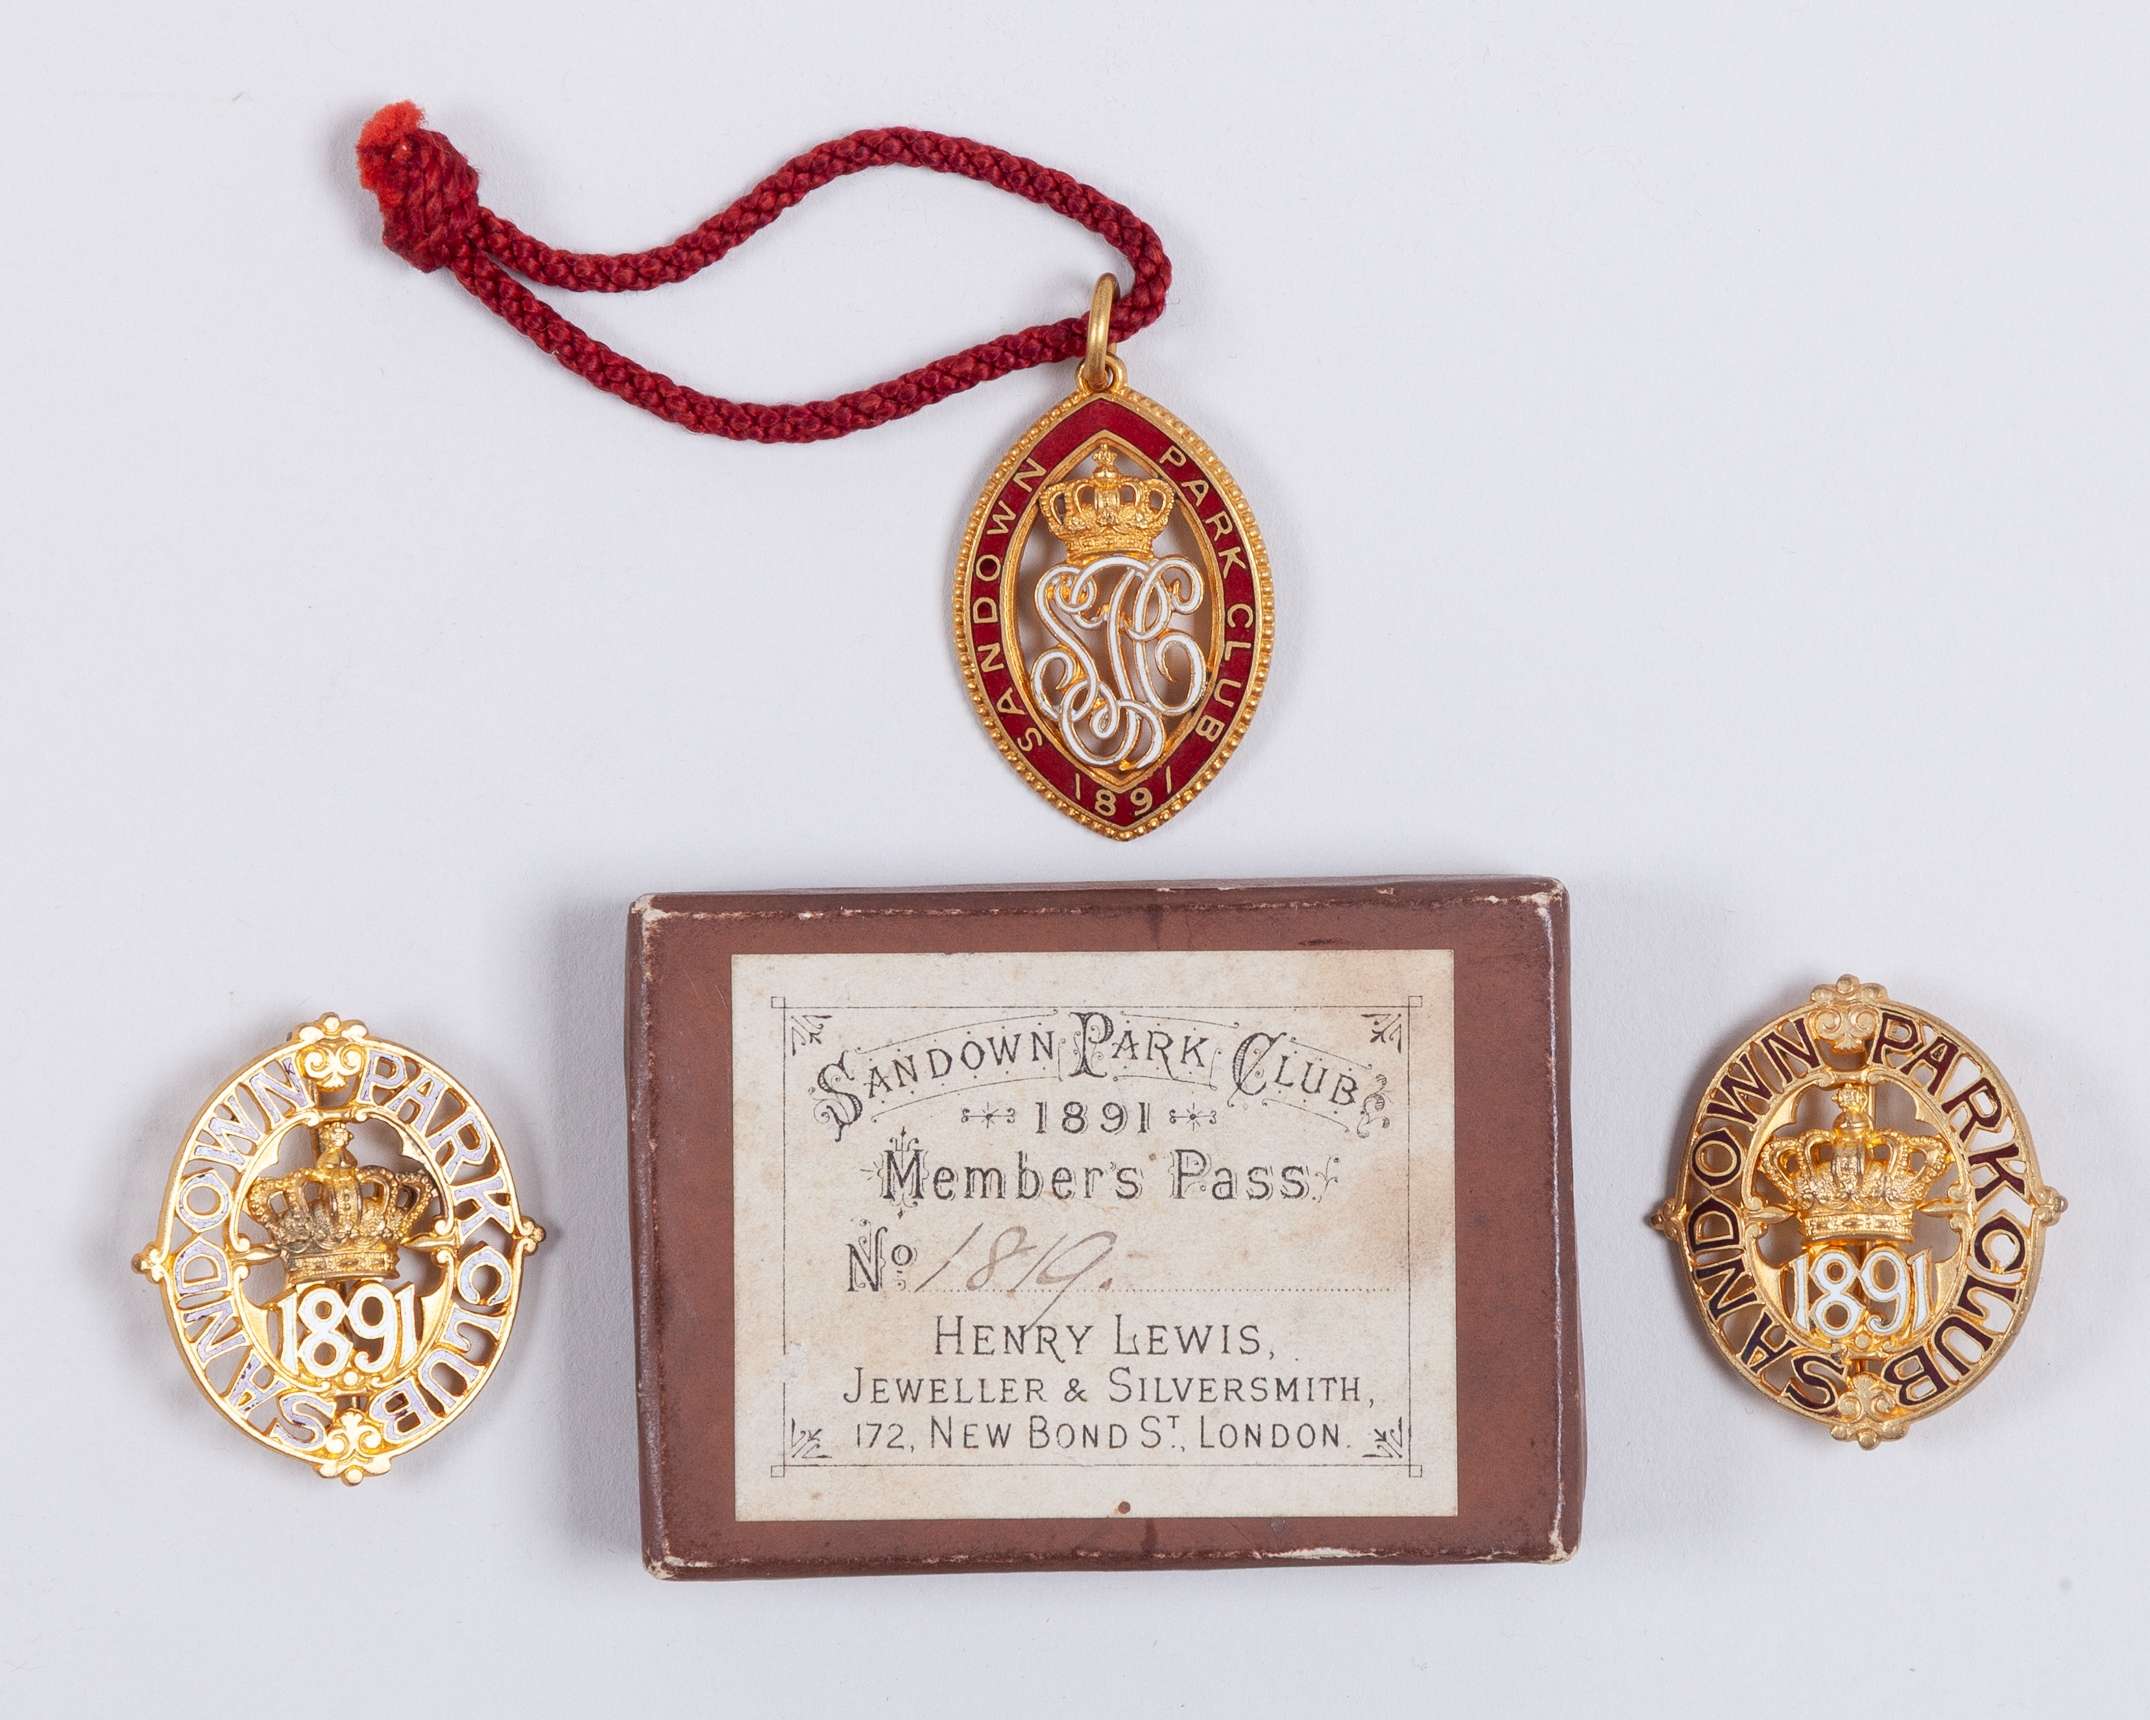 SANDOWN PARK CLUB
1891
SPC
SANDOWN PARK CLUB
1891
SANDOWN PARK CLUB
1891
MEMBER'S PASS
No 1819.
HENRY LEWIS,
JEWELLER & SILVERSMITH,
172, NEW BOND ST., LONDON.
SANDOWN PARK CLUB
1891